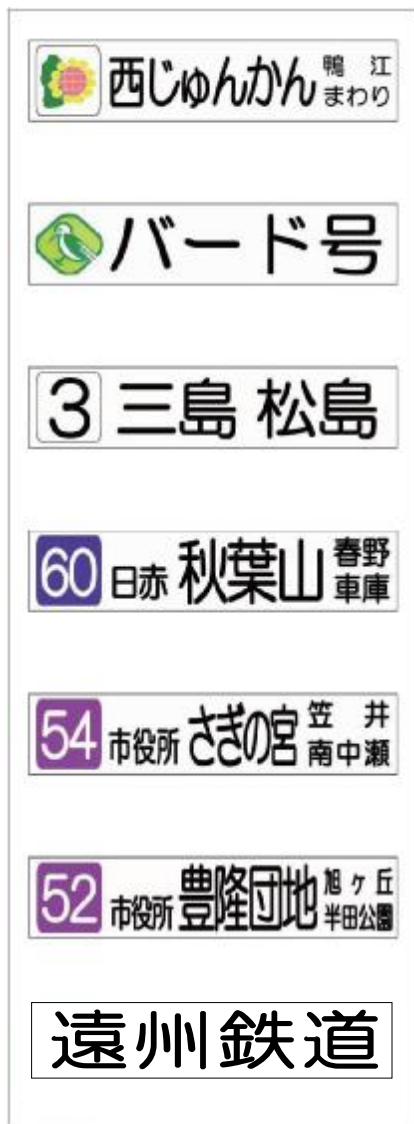 西じゅんかん 鴨江まわり
バード号
3 三島 松島
60 日赤 秋葉山 春野車庫
54 市役所 さぎの宮 笠井 南中瀬
52 市役所 豊隆団地 旭ヶ丘 半田公園
遠州鉄道